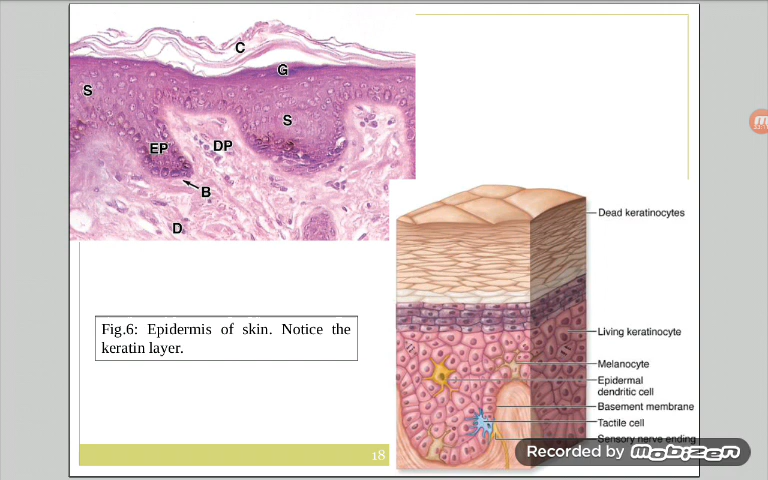 C
G
S
S
EP
DP
B
D
Dead keratinocytes
Living keratinocyte
Melanocyte
Epidermal
dendritic cell
Basement membrane
Tactile cell
Sensory nerve ending
Fig.6: Epidermis of skin. Notice the
keratin layer.
18
Recorded by mobizen